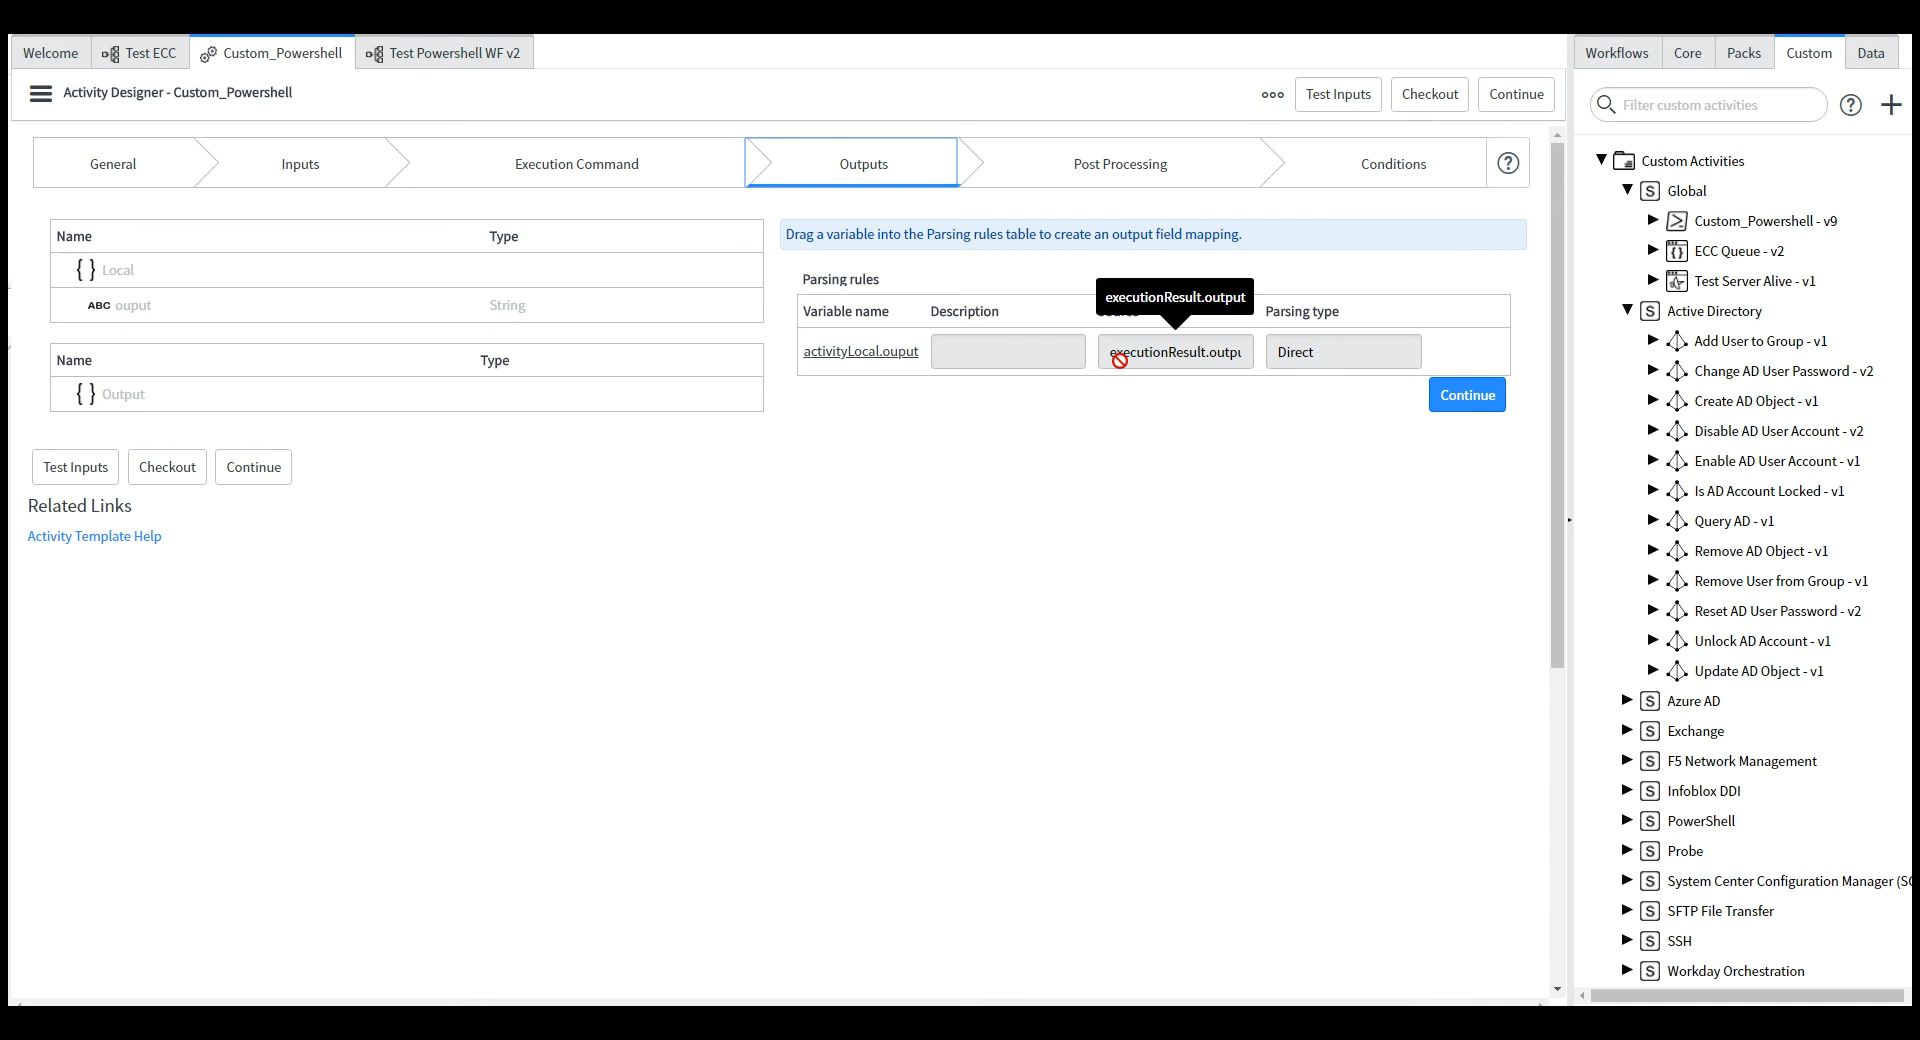 Welcome
Test ECC
Custom_Powershell
Test Powershell WF v2
Activity Designer - Custom_Powershell
ooo
Test Inputs
Checkout
Continue
General
Inputs
Execution Command
Outputs
Post Processing
Conditions
?
Name Type
{ } Local
ABC ouput String
Name Type
{ } Output
Drag a variable into the Parsing rules table to create an output field mapping.
Parsing rules
executionResult.output
Variable name Description Parsing type
activityLocal.ouput executionResult.outpu Direct
Continue
Test Inputs
Checkout
Continue
Related Links
Activity Template Help
Workflows
Core
Packs
Custom
Data
Filter custom activities
?
Custom Activities
S Global
Custom_Powershell - v9
ECC Queue - v2
Test Server Alive - v1
S Active Directory
Add User to Group - v1
Change AD User Password - v2
Create AD Object - v1
Disable AD User Account - v2
Enable AD User Account - v1
Is AD Account Locked - v1
Query AD - v1
Remove AD Object - v1
Remove User from Group - v1
Reset AD User Password - v2
Unlock AD Account - v1
Update AD Object - v1
S Azure AD
S Exchange
S F5 Network Management
S Infoblox DDI
S PowerShell
S Probe
S System Center Configuration Manager (SC
S SFTP File Transfer
S SSH
S Workday Orchestration